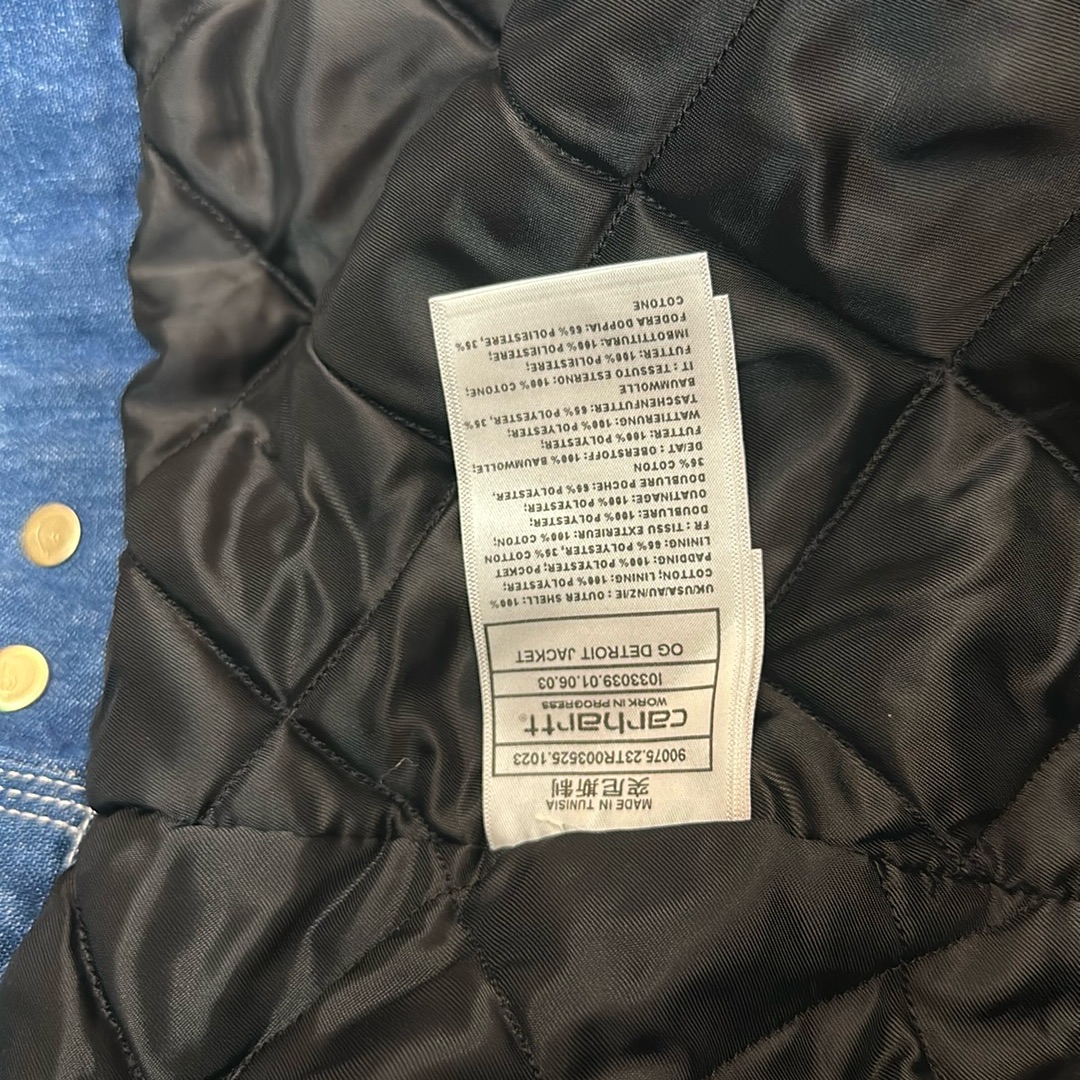 MADE IN TUNISIA
突尼斯制
90075.23TR003525.1023
carhartt®
WORK IN PROGRESS
I033039.01.06.03
OG DETROIT JACKET
UK/USA/AU/NZ/IE : OUTER SHELL: 100%
COTTON; LINING: 100% POLYESTER;
PADDING: 100% POLYESTER; POCKET
LINING: 65% POLYESTER, 35% COTTON
FR : TISSU EXTERIEUR: 100% COTON;
DOUBLURE: 100% POLYESTER;
OUATINAGE: 100% POLYESTER;
DOUBLURE POCHE: 65% POLYESTER,
35% COTON
DE/AT : OBERSTOFF: 100% BAUMWOLLE;
FUTTER: 100% POLYESTER;
WATTIERUNG: 100% POLYESTER;
TASCHENFUTTER: 65% POLYESTER, 35%
BAUMWOLLE
IT : TESSUTO ESTERNO: 100% COTONE;
FUTTER: 100% POLIESTERE;
IMBOTTITURA: 100% POLIESTERE;
FODERA DOPPIA: 65% POLIESTERE, 35%
COTONE